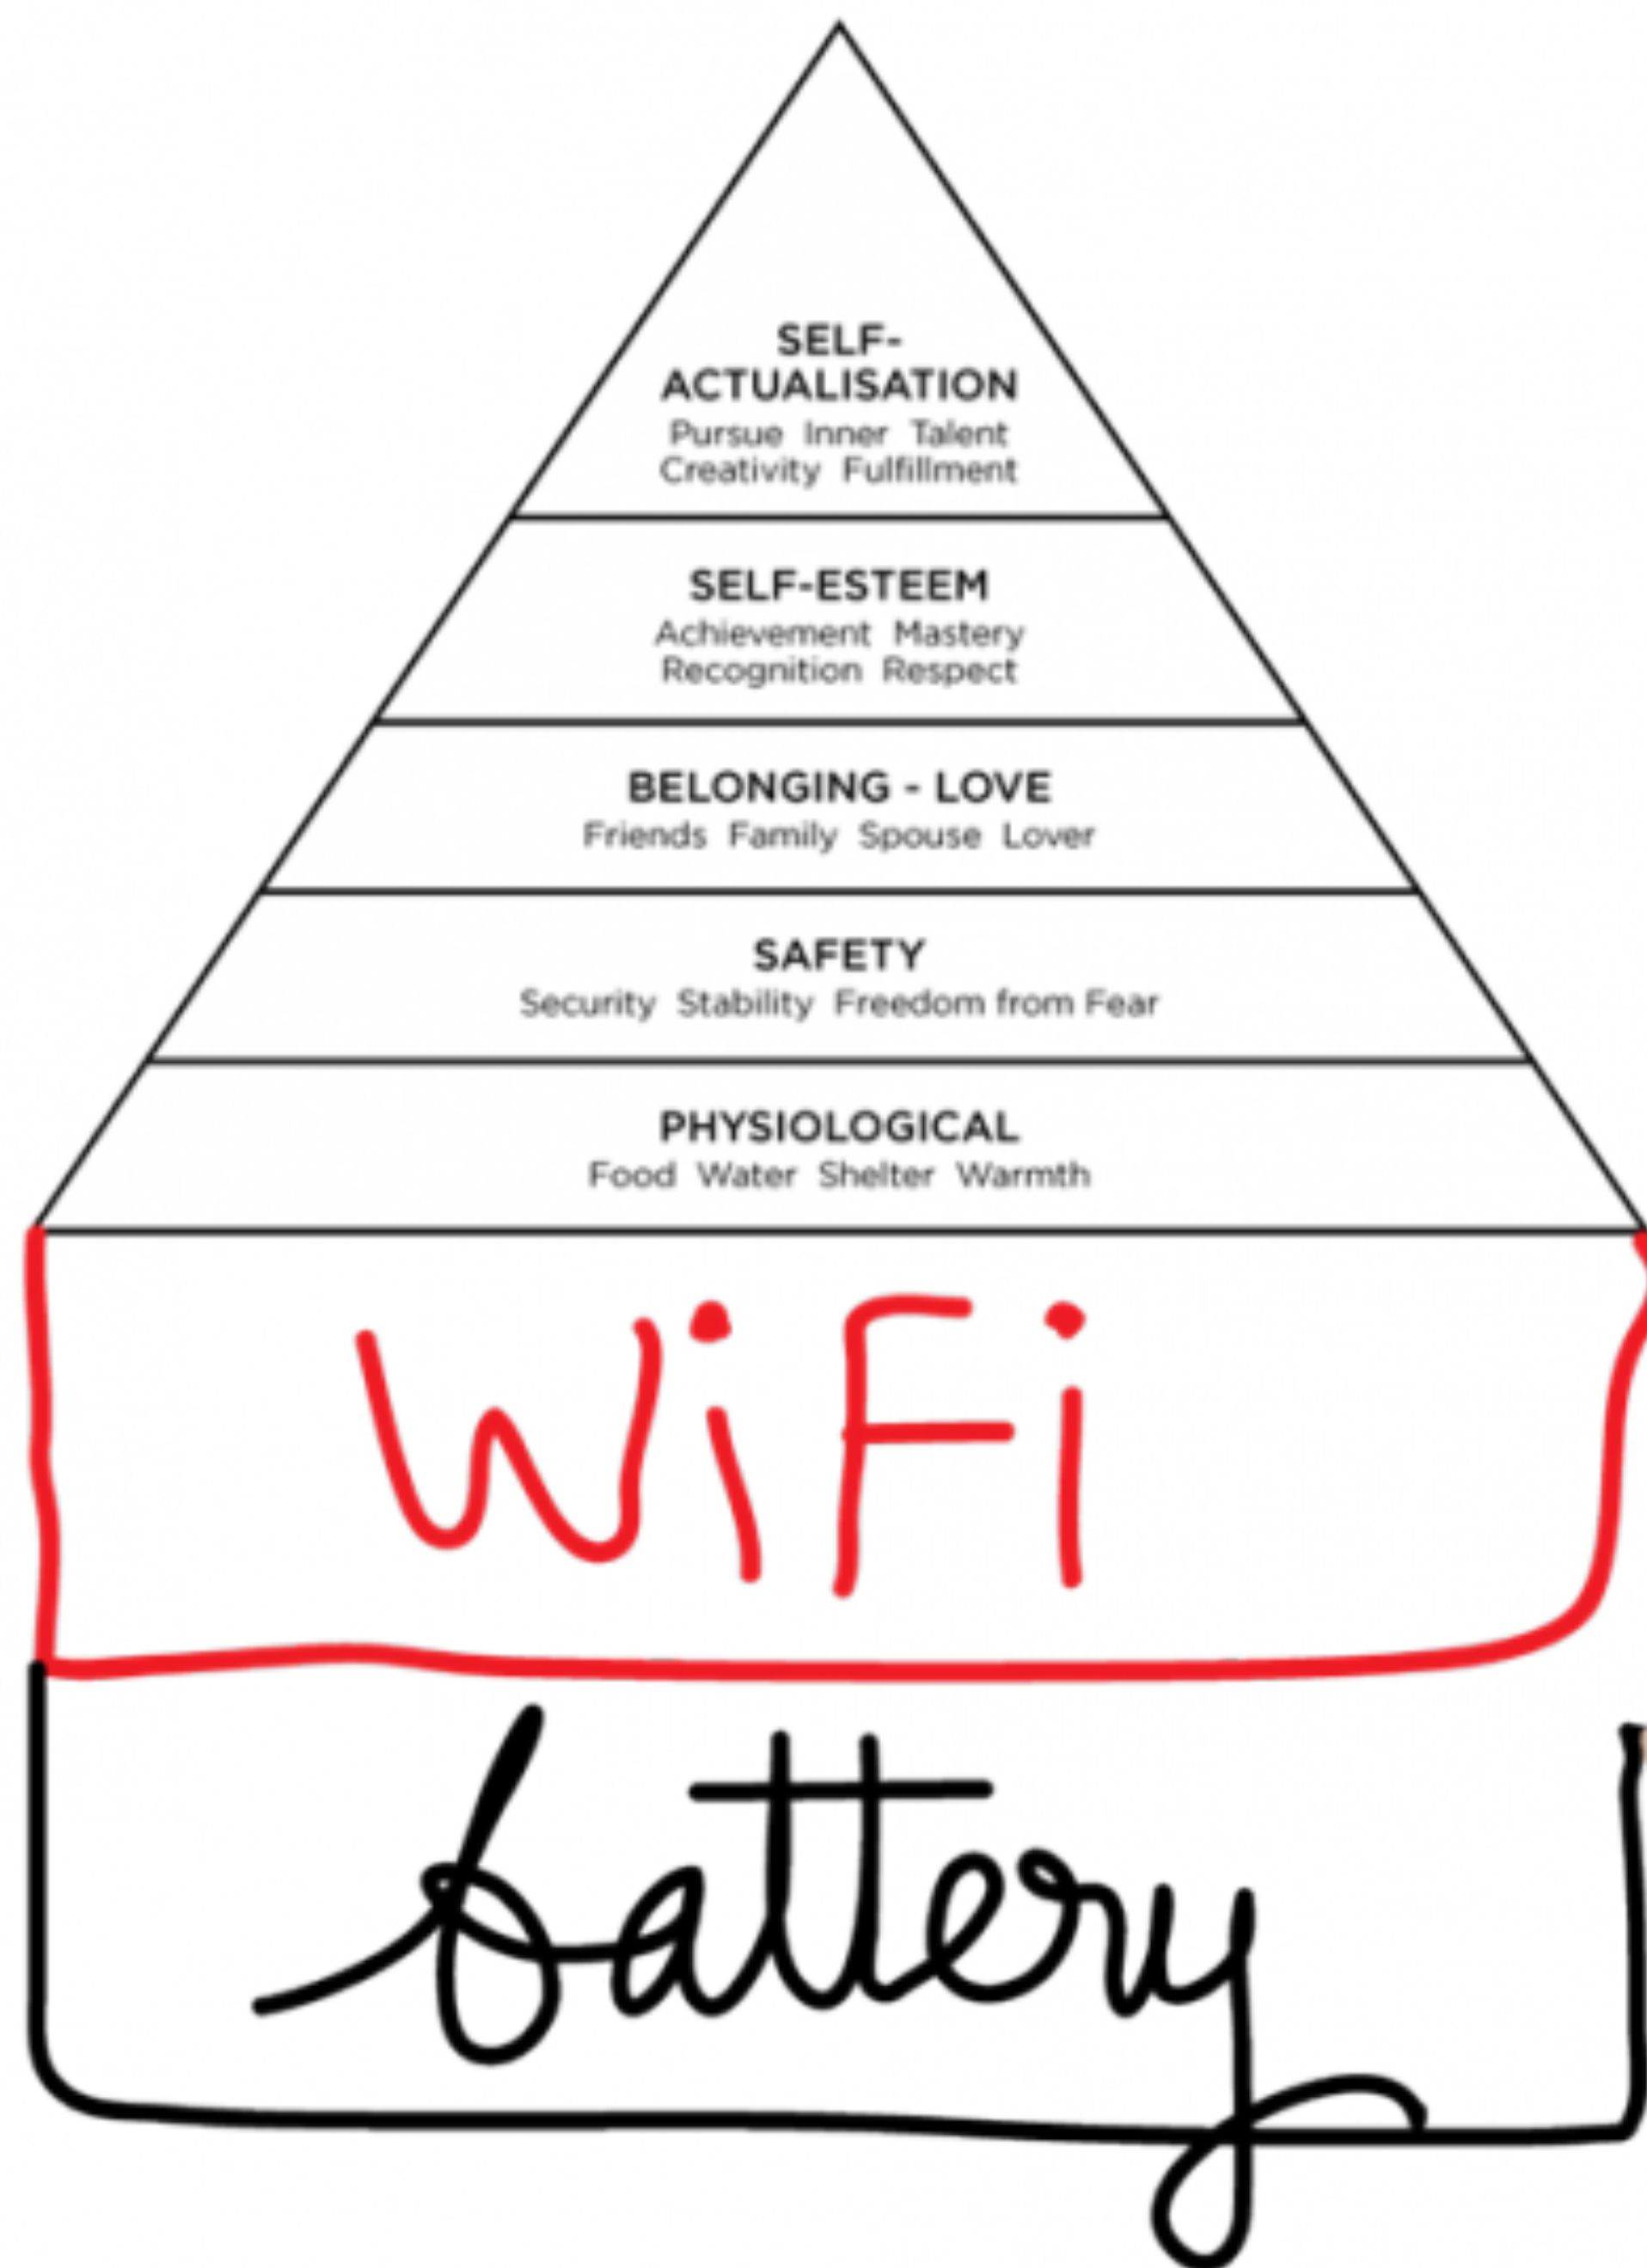 SELF-
ACTUALISATION
Pursue Inner Talent
Creativity Fulfillment
SELF-ESTEEM
Achievement Mastery
Recognition Respect
BELONGING - LOVE
Friends Family Spouse Lover
SAFETY
Security Stability Freedom from Fear
PHYSIOLOGICAL
Food Water Shelter Warmth
WiFi
battery